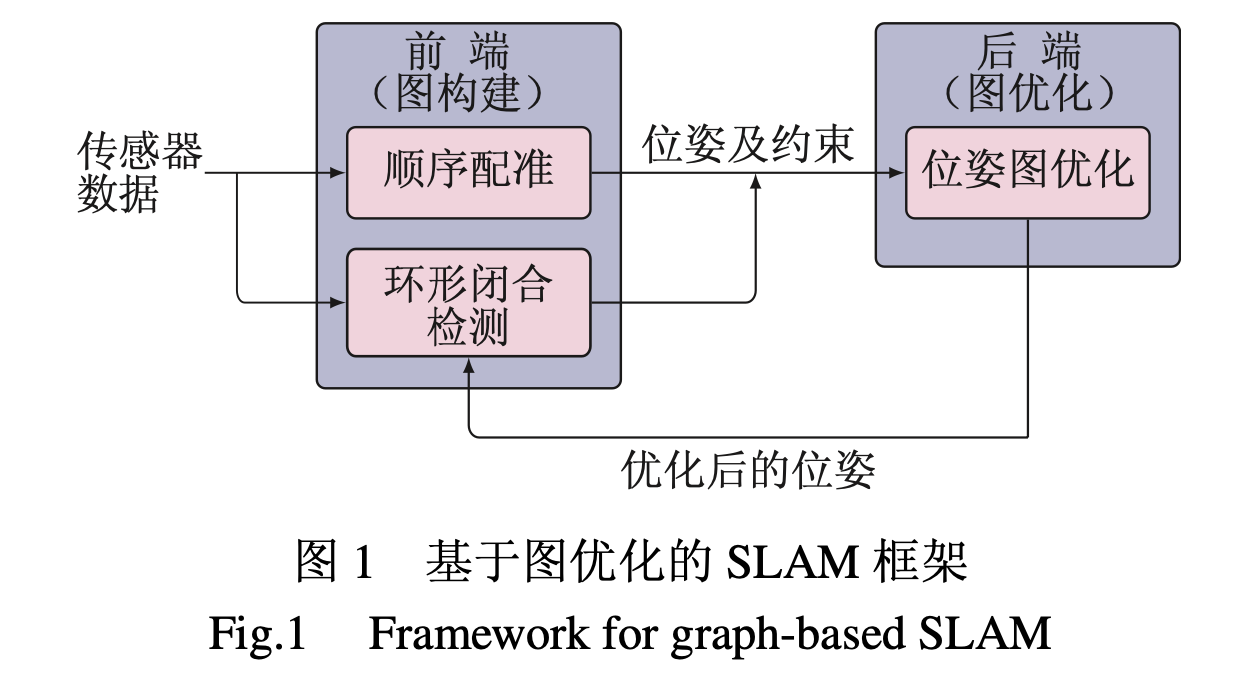 前 端
（图构建）
后 端
（图优化）
传感器
数据
顺序配准
位姿及约束
位姿图优化
环形闭合
检测
优化后的位姿
图 1 基于图优化的 SLAM 框架
Fig.1 Framework for graph-based SLAM